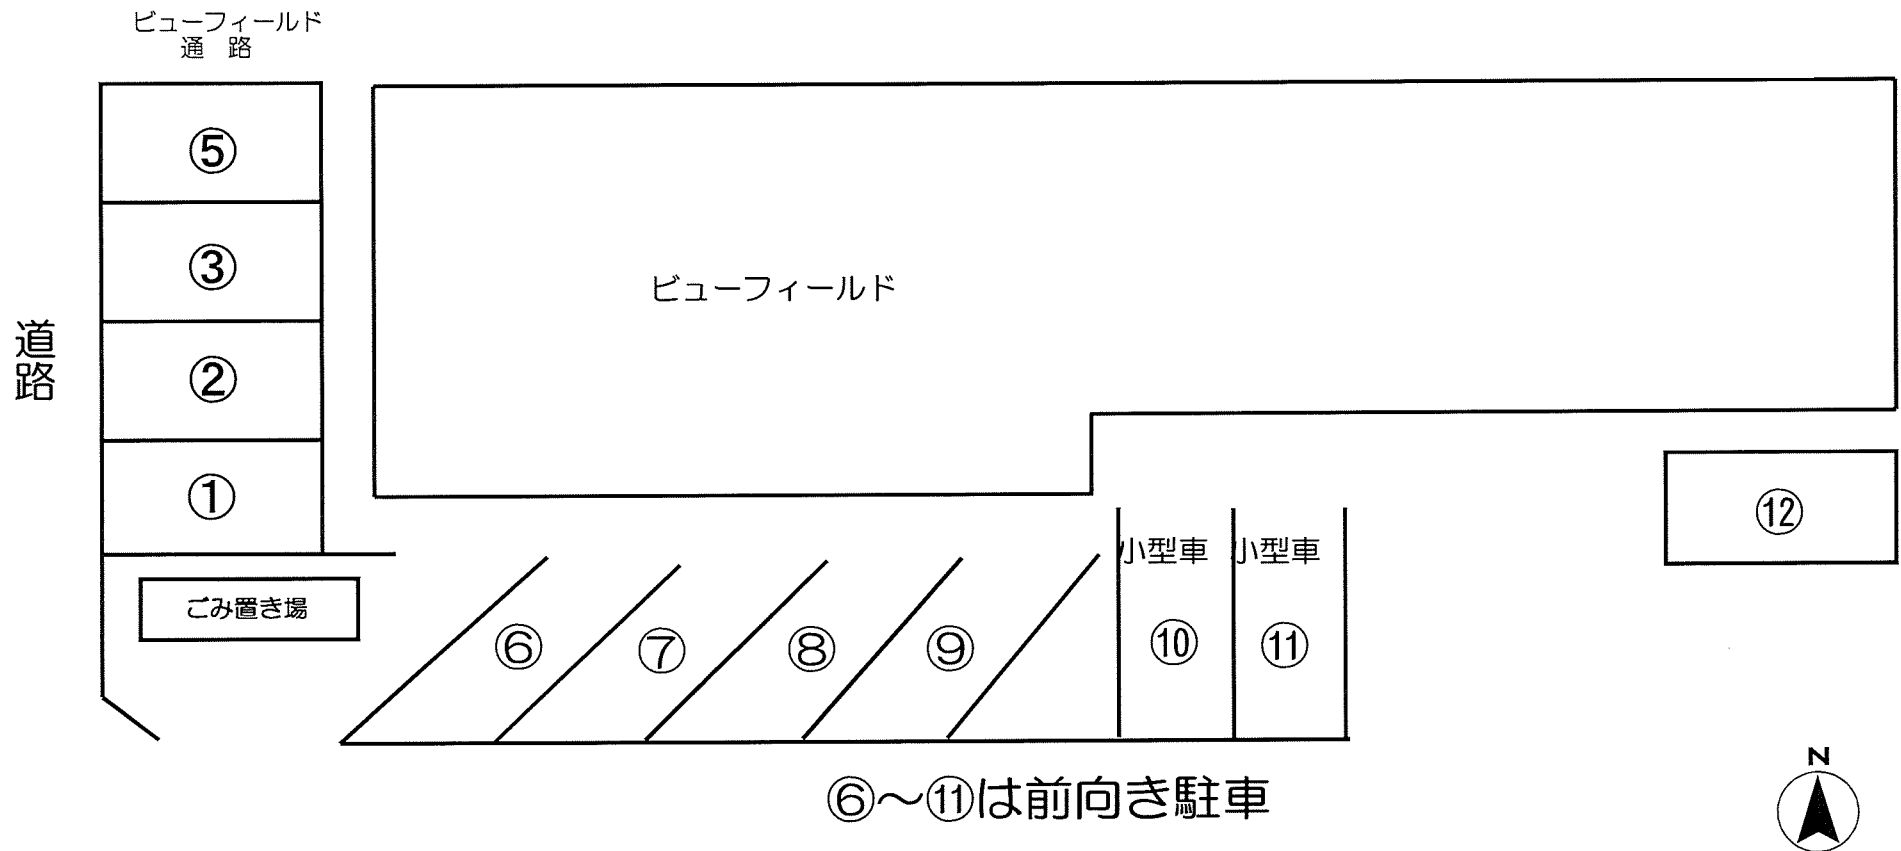 ビューフィールド
通 路
⑤
③
ビューフィールド
道路
②
①
⑫
小型車 小型車
ごみ置き場
⑥ ⑦ ⑧ ⑨ ⑩ ⑪
⑥～⑪は前向き駐車
N